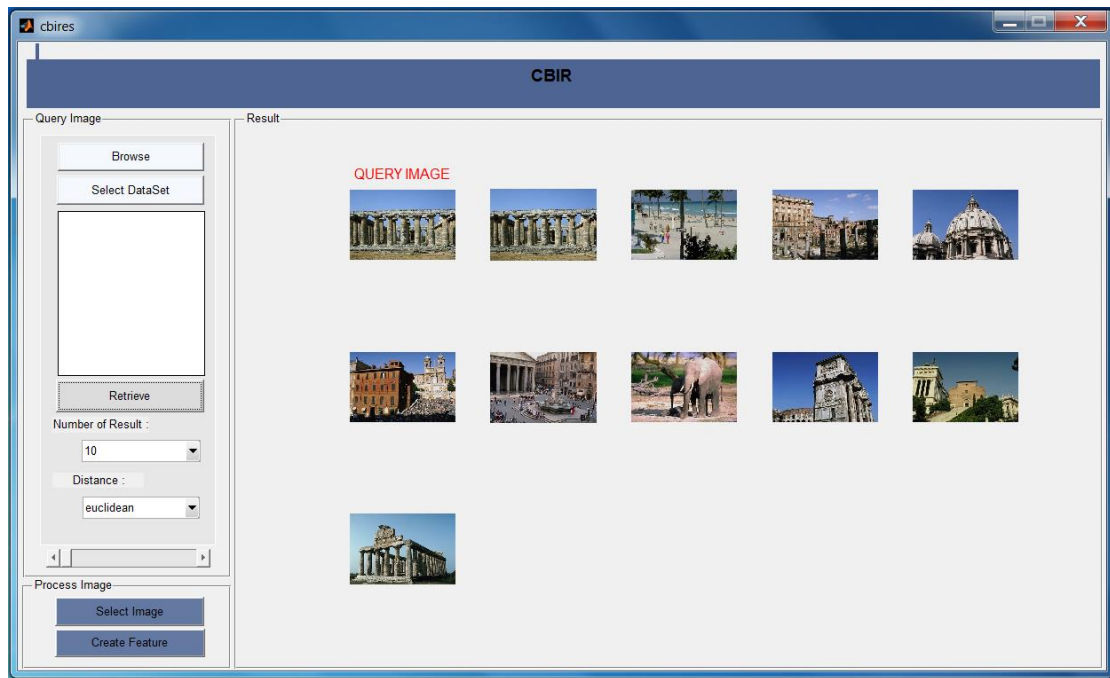 cbires
CBIR
Query Image
Browse
Select DataSet
Retrieve
Number of Result :
10
Distance :
euclidean
Process Image
Select Image
Create Feature
Result
QUERY IMAGE